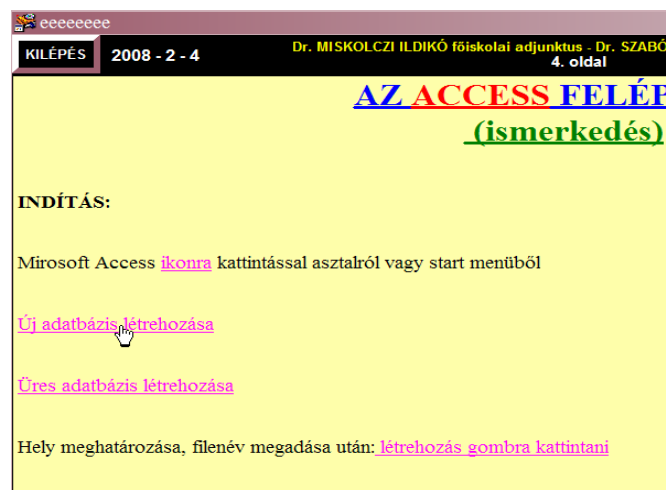 eeeeeeee
KILÉPÉS 2008 - 2 - 4 Dr. MISKOLCZI ILDIKÓ főiskolai adjunktus - Dr. SZABÓ
4. oldal
AZ ACCESS FELÉP
(ismerkedés)
INDÍTÁS:
Mirosoft Access ikonra kattintással asztalról vagy start menüből
Új adatbázis létrehozása
Üres adatbázis létrehozása
Hely meghatározása, filenév megadása után: létrehozás gombra kattintani